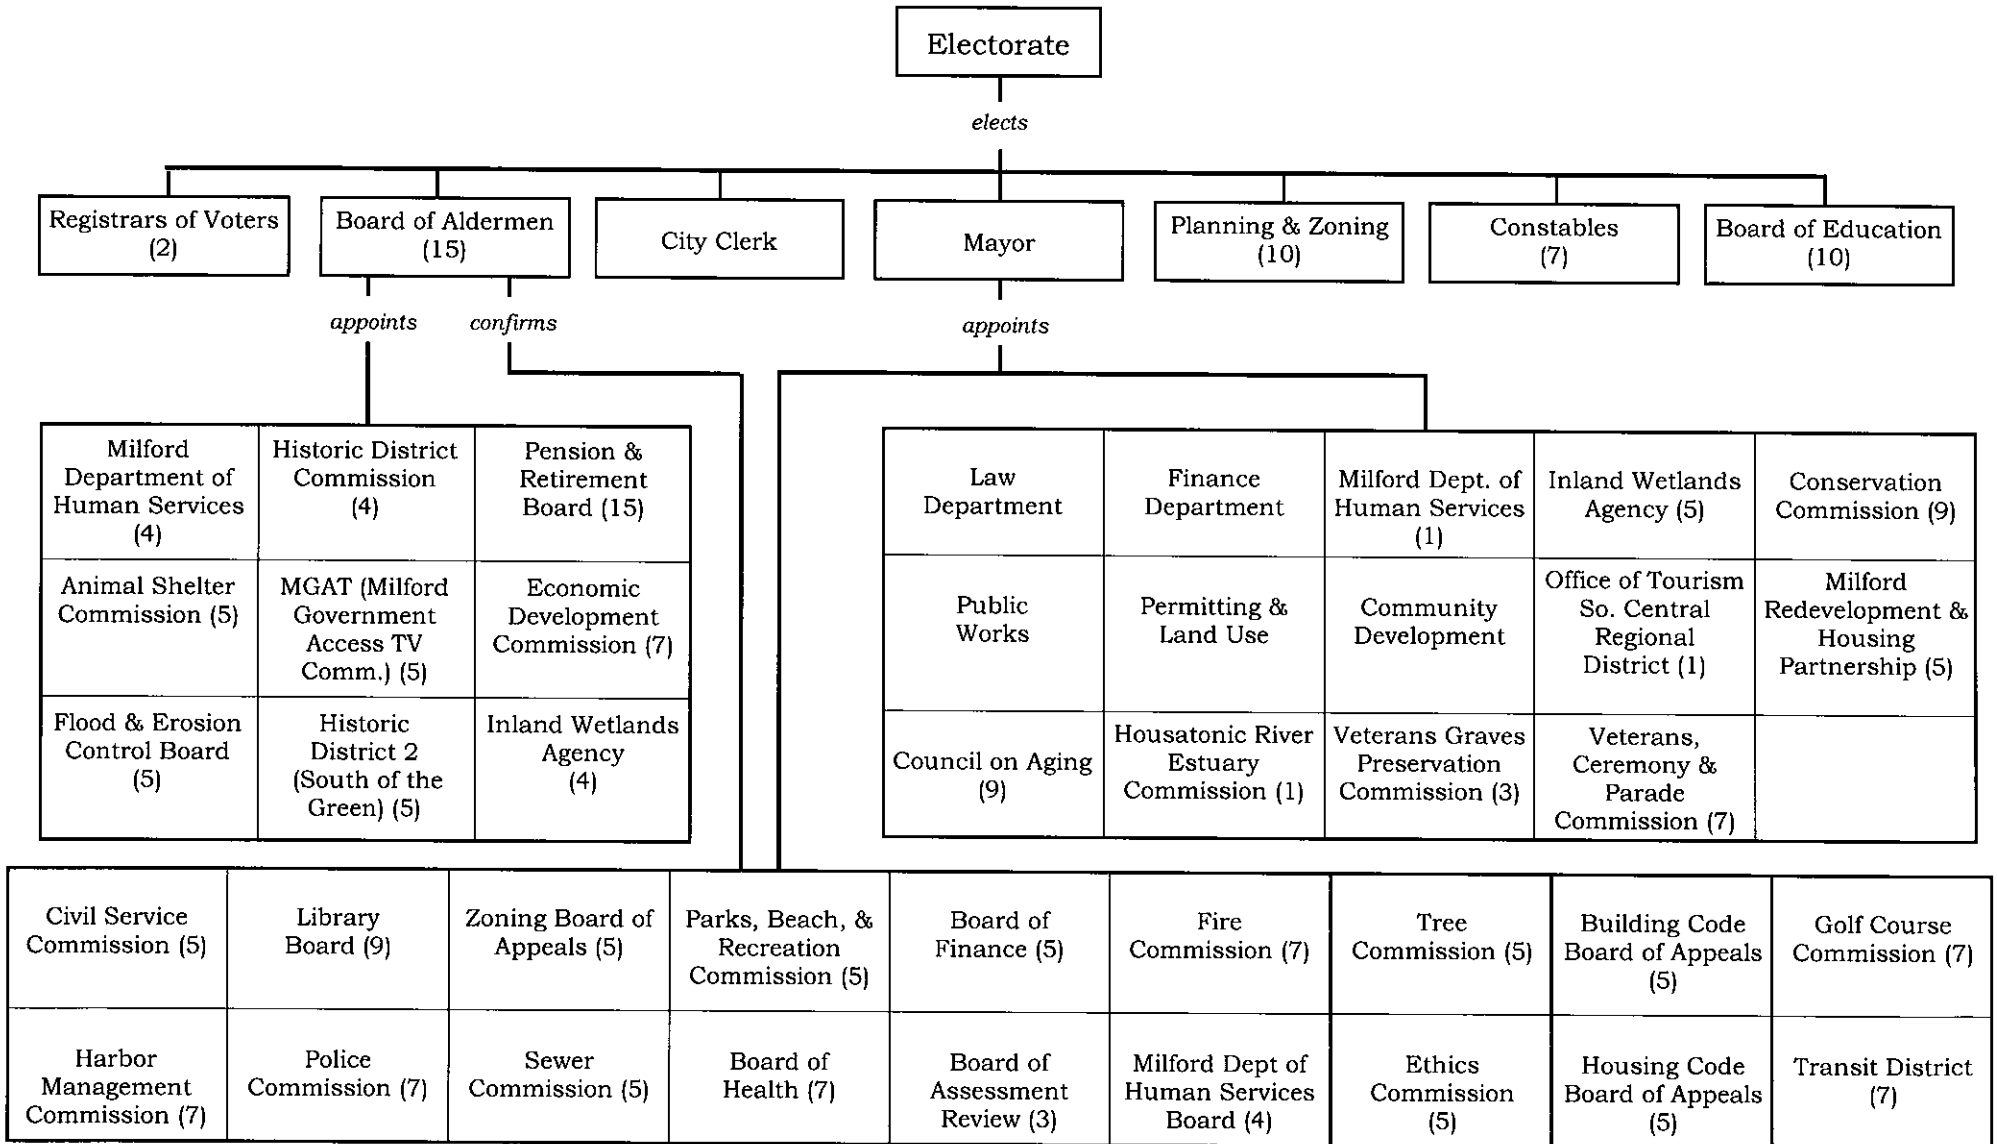 Electorate
elects
Registrars of Voters
(2)
Board of Aldermen
(15)
City Clerk
Mayor
Planning & Zoning
(10)
Constables
(7)
Board of Education
(10)
appoints
confirms
appoints
Milford
Department of
Human Services
(4)
Historic District
Commission
(4)
Pension &
Retirement
Board (15)
Animal Shelter
Commission (5)
MGAT (Milford
Government
Access TV
Comm.) (5)
Economic
Development
Commission (7)
Flood & Erosion
Control Board
(5)
Historic
District 2
(South of the
Green) (5)
Inland Wetlands
Agency
(4)
Law
Department
Finance
Department
Milford Dept. of
Human Services
(1)
Inland Wetlands
Agency (5)
Conservation
Commission (9)
Public
Works
Permitting &
Land Use
Community
Development
Office of Tourism
So. Central
Regional
District (1)
Milford
Redevelopment &
Housing
Partnership (5)
Council on Aging
(9)
Housatonic River
Estuary
Commission (1)
Veterans Graves
Preservation
Commission (3)
Veterans,
Ceremony &
Parade
Commission (7)
Civil Service
Commission (5)
Library
Board (9)
Zoning Board of
Appeals (5)
Parks, Beach, &
Recreation
Commission (5)
Board of
Finance (5)
Fire
Commission (7)
Tree
Commission (5)
Building Code
Board of Appeals
(5)
Golf Course
Commission (7)
Harbor
Management
Commission (7)
Police
Commission (7)
Sewer
Commission (5)
Board of
Health (7)
Board of
Assessment
Review (3)
Milford Dept of
Human Services
Board (4)
Ethics
Commission
(5)
Housing Code
Board of Appeals
(5)
Transit District
(7)